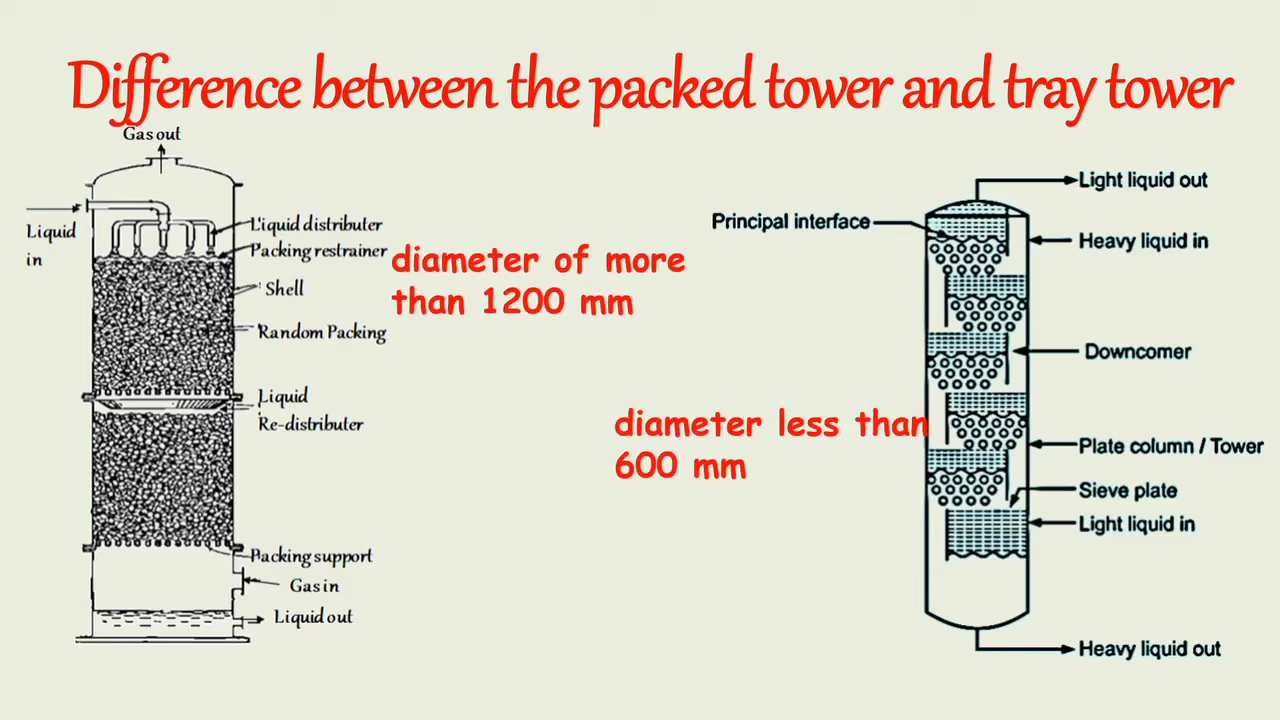 Difference between the packed tower and tray tower
Gas out
Liquid
in
Liquid distributer
Packing restrainer
Shell
Random Packing
Liquid
Re-distributer
Packing support
Gas in
Liquid out
diameter of more
than 1200 mm
diameter less than
600 mm
Light liquid out
Principal interface
Heavy liquid in
Downcomer
Plate column / Tower
Sieve plate
Light liquid in
Heavy liquid out